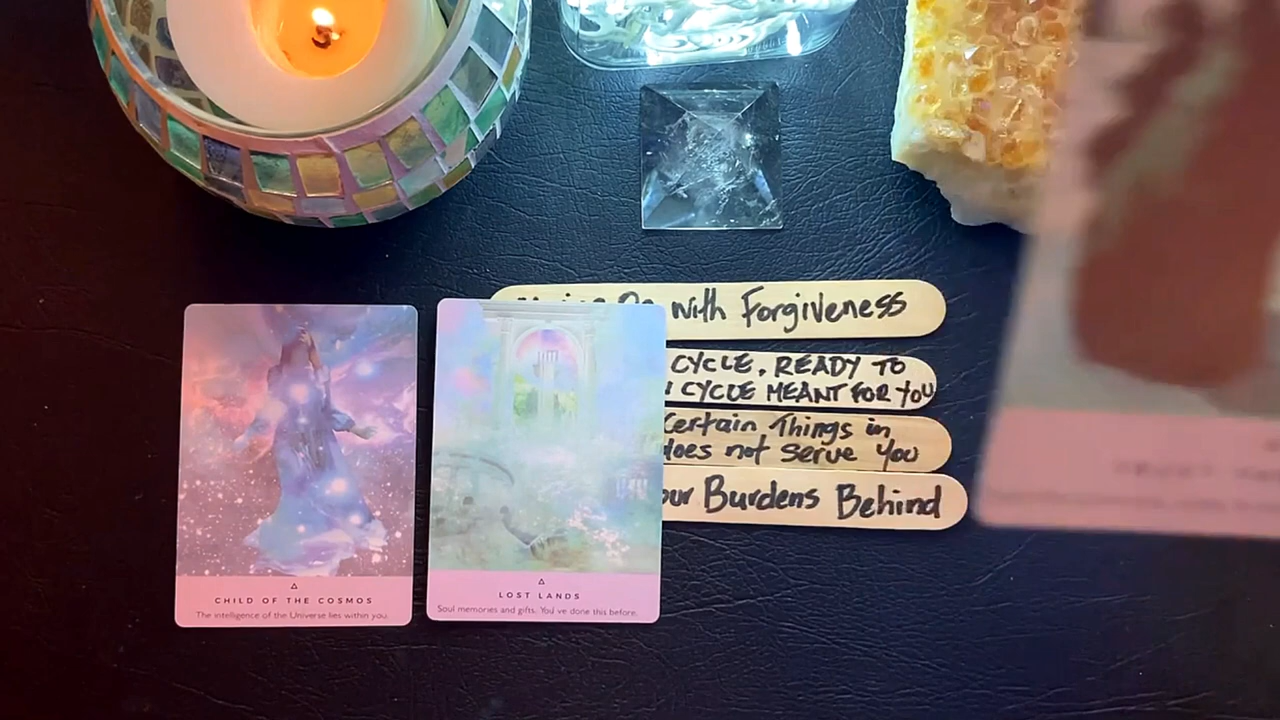 with Forgiveness
CYCLE, READY TO
CYCLE MEANT FOR YOU
Certain Things in
does not serve you
our Burdens Behind
CHILD OF THE COSMOS
The intelligence of the Universe lies within you.
LOST LANDS
Soul memories and gifts. You've done this before.